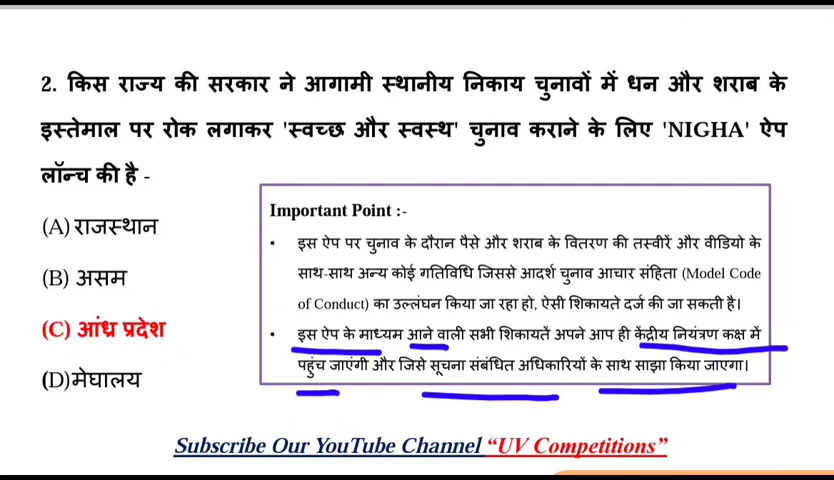 2. किस राज्य की सरकार ने आगामी स्थानीय निकाय चुनावों में धन और शराब के
इस्तेमाल पर रोक लगाकर 'स्वच्छ और स्वस्थ' चुनाव कराने के लिए 'NIGHA' ऐप
लॉन्च की है -
(A) राजस्थान
(B) असम
(C) आंध्र प्रदेश
(D)मेघालय
Important Point :-
• इस ऐप पर चुनाव के दौरान पैसे और शराब के वितरण की तस्वीरें और वीडियो के
साथ-साथ अन्य कोई गतिविधि जिससे आदर्श चुनाव आचार संहिता (Model Code
of Conduct) का उल्लंघन किया जा रहा हो, ऐसी शिकायते दर्ज की जा सकती है।
• इस ऐप के माध्यम आने वाली सभी शिकायतें अपने आप ही केंद्रीय नियंत्रण कक्ष में
पहुंच जाएंगी और जिसे सूचना संबंधित अधिकारियों के साथ साझा किया जाएगा।
Subscribe Our YouTube Channel “UV Competitions”